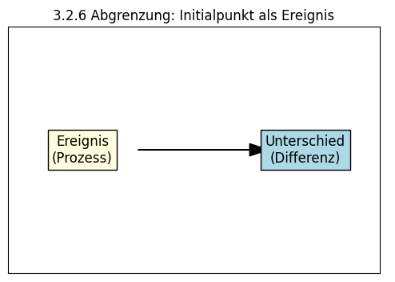 3.2.6 Abgrenzung: Initialpunkt als Ereignis
Ereignis
(Prozess)
Unterschied
(Differenz)